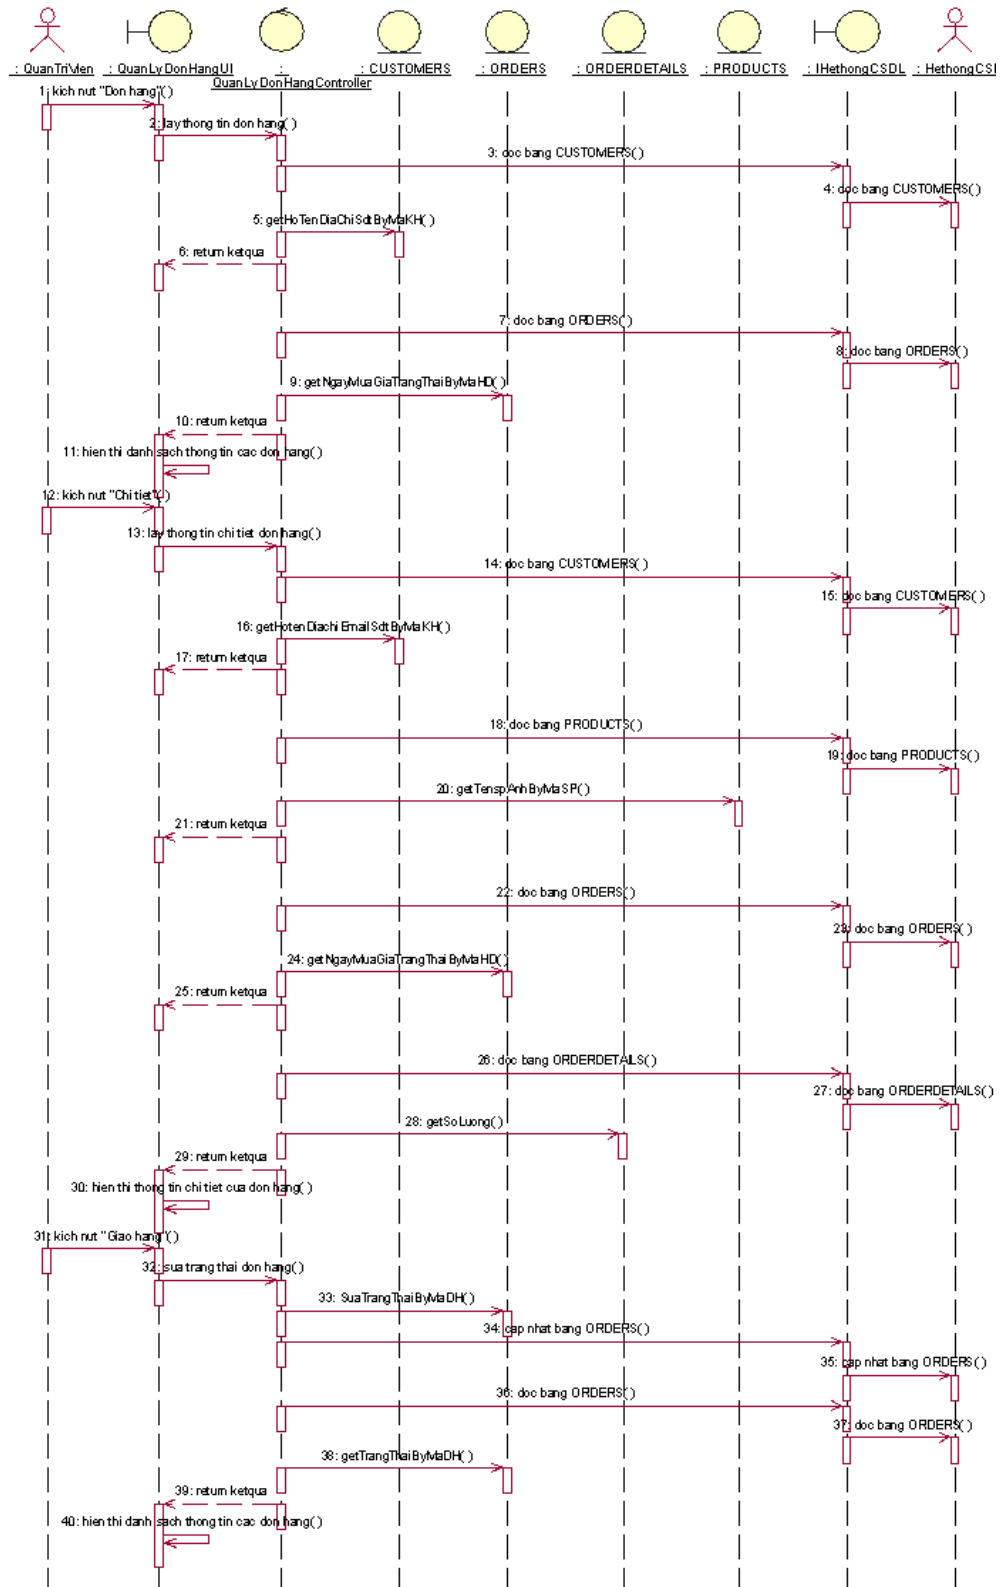 : QuanTriVien
: QuanLyDonHangUI
:
QuanLyDonHangController
: CUSTOMERS
: ORDERS
: ORDERDETAILS
: PRODUCTS
: IHethongCSDL
: HethongCS
1: kich nut "Don hang"()
2: lay thong tin don hang()
3: doc bang CUSTOMERS()
4: doc bang CUSTOMERS()
5: getHoTenDiaChiSdtByMaKH()
6: return ketqua
7: doc bang ORDERS()
8: doc bang ORDERS()
9: getNgayMuaGiaTrangThaiByMaHD()
10: return ketqua
11: hien thi danh sach thong tin cac don hang()
12: kich nut "Chi tiet"()
13: lay thong tin chi tiet don hang()
14: doc bang CUSTOMERS()
15: doc bang CUSTOMERS()
16: getHotenDiachiEmailSdtByMaKH()
17: return ketqua
18: doc bang PRODUCTS()
19: doc bang PRODUCTS()
20: getTenspAnhByMaSP()
21: return ketqua
22: doc bang ORDERS()
23: doc bang ORDERS()
24: getNgayMuaGiaTrangThaiByMaHD()
25: return ketqua
26: doc bang ORDERDETAILS()
27: doc bang ORDERDETAILS()
28: getSoLuong()
29: return ketqua
30: hien thi thong tin chi tiet cua don hang()
31: kich nut "Giao hang"()
32: sua trang thai don hang()
33: SuaTrangThaiByMaDH()
34: cap nhat bang ORDERS()
35: cap nhat bang ORDERS()
36: doc bang ORDERS()
37: doc bang ORDERS()
38: getTrangThaiByMaDH()
39: return ketqua
40: hien thi danh sach thong tin cac don hang()